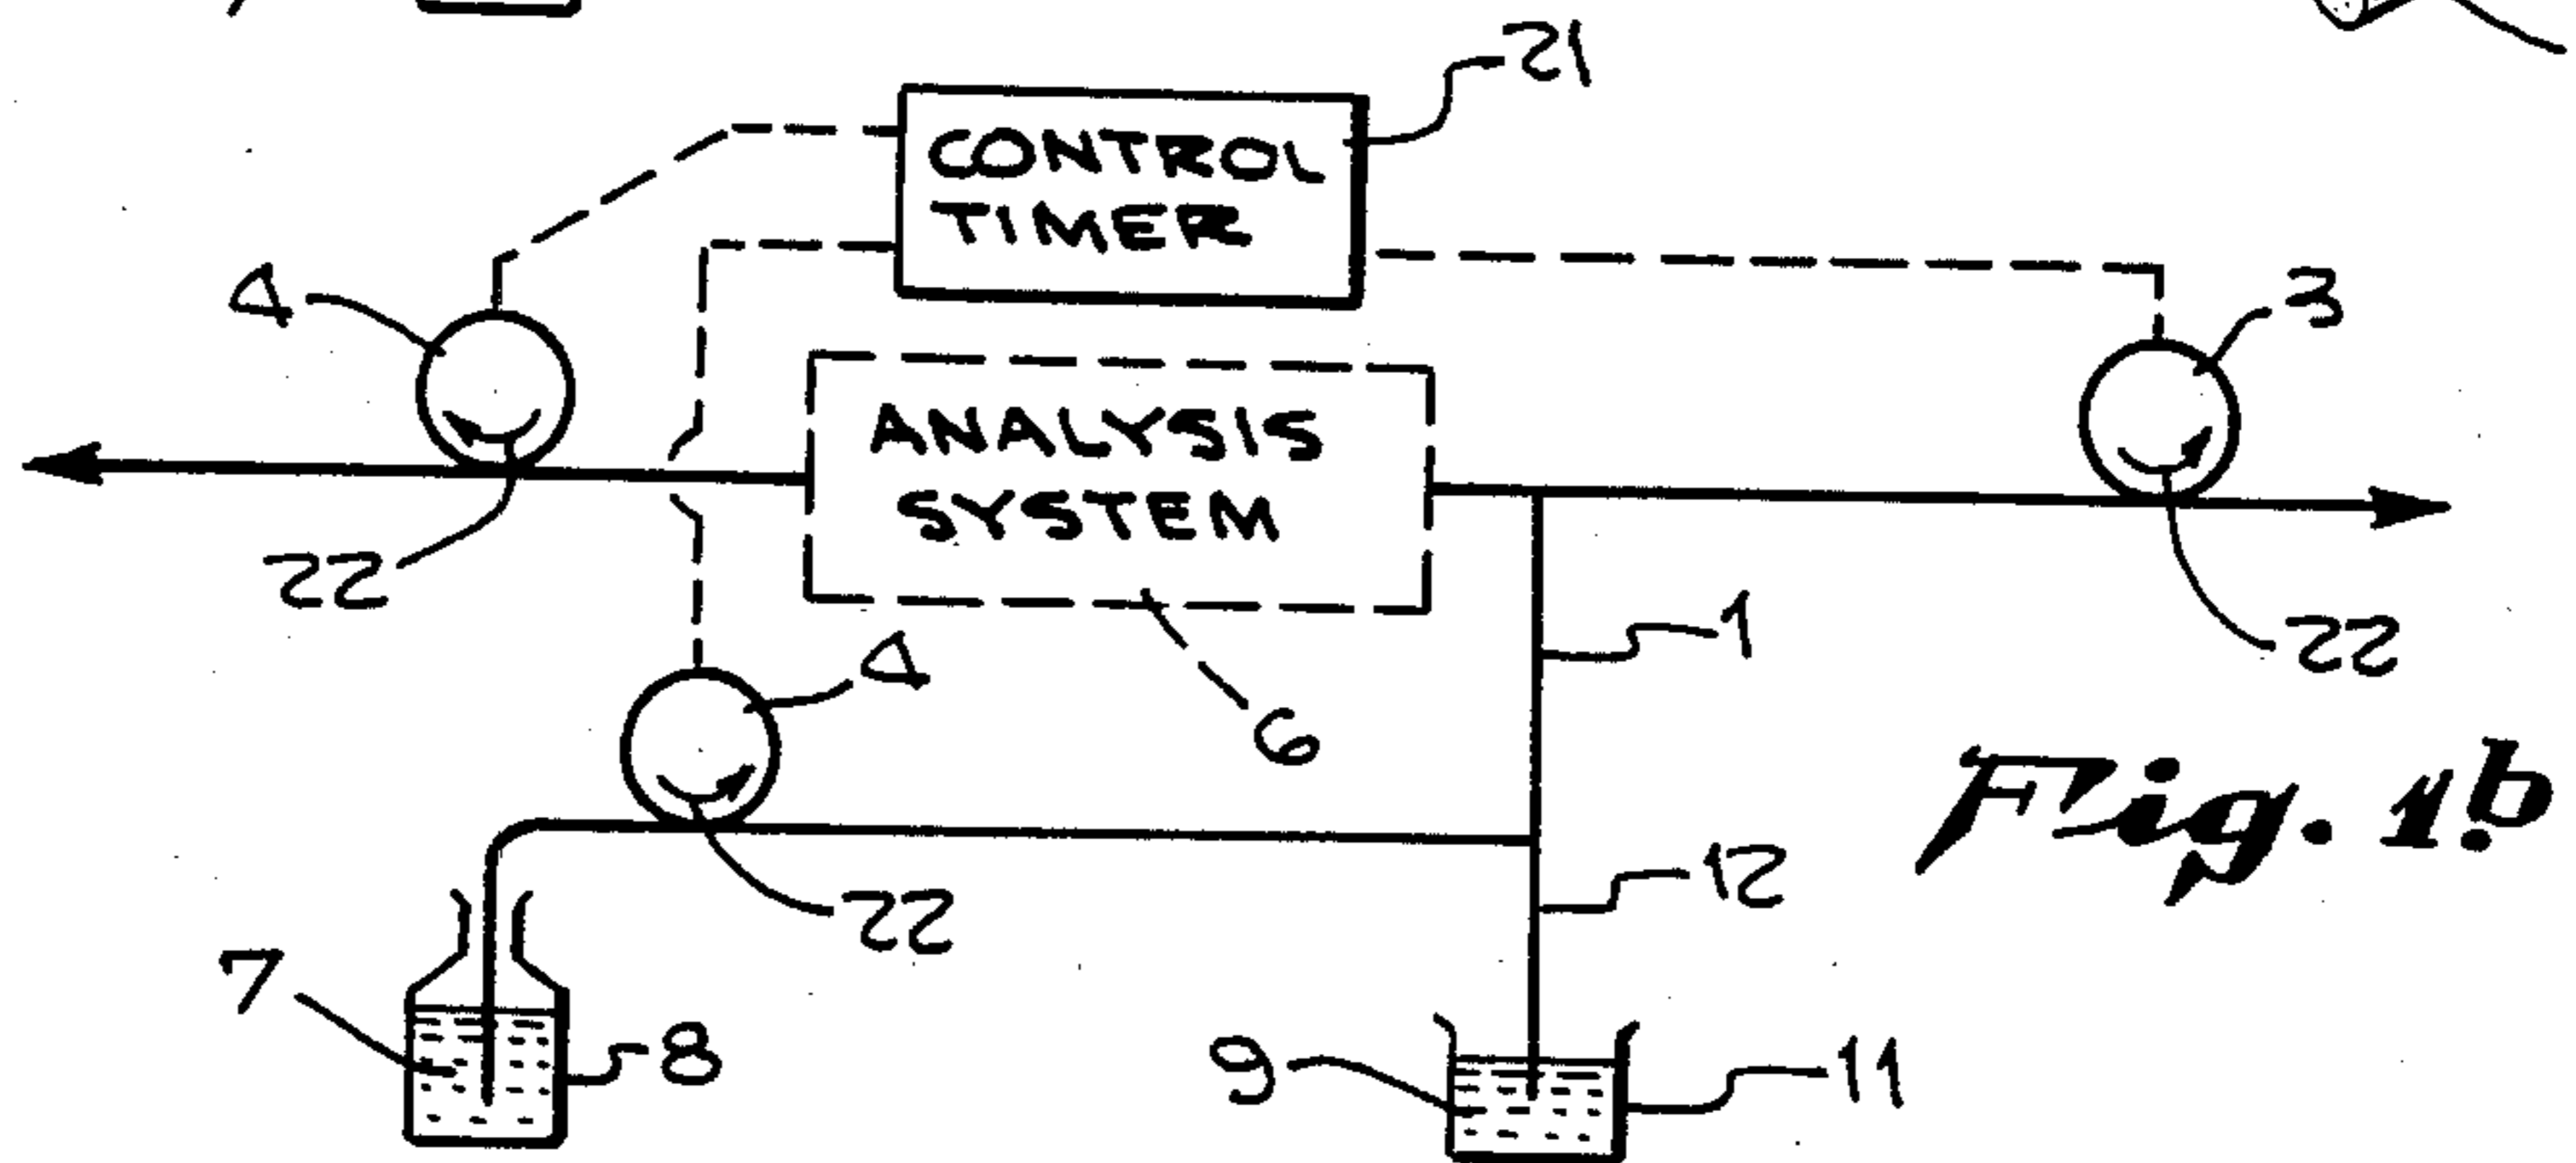 21
CONTROL
TIMER
4
3
ANALYSIS
SYSTEM
22
22
1
4
6
Fig. 1b.
12
22
7
8
9
11